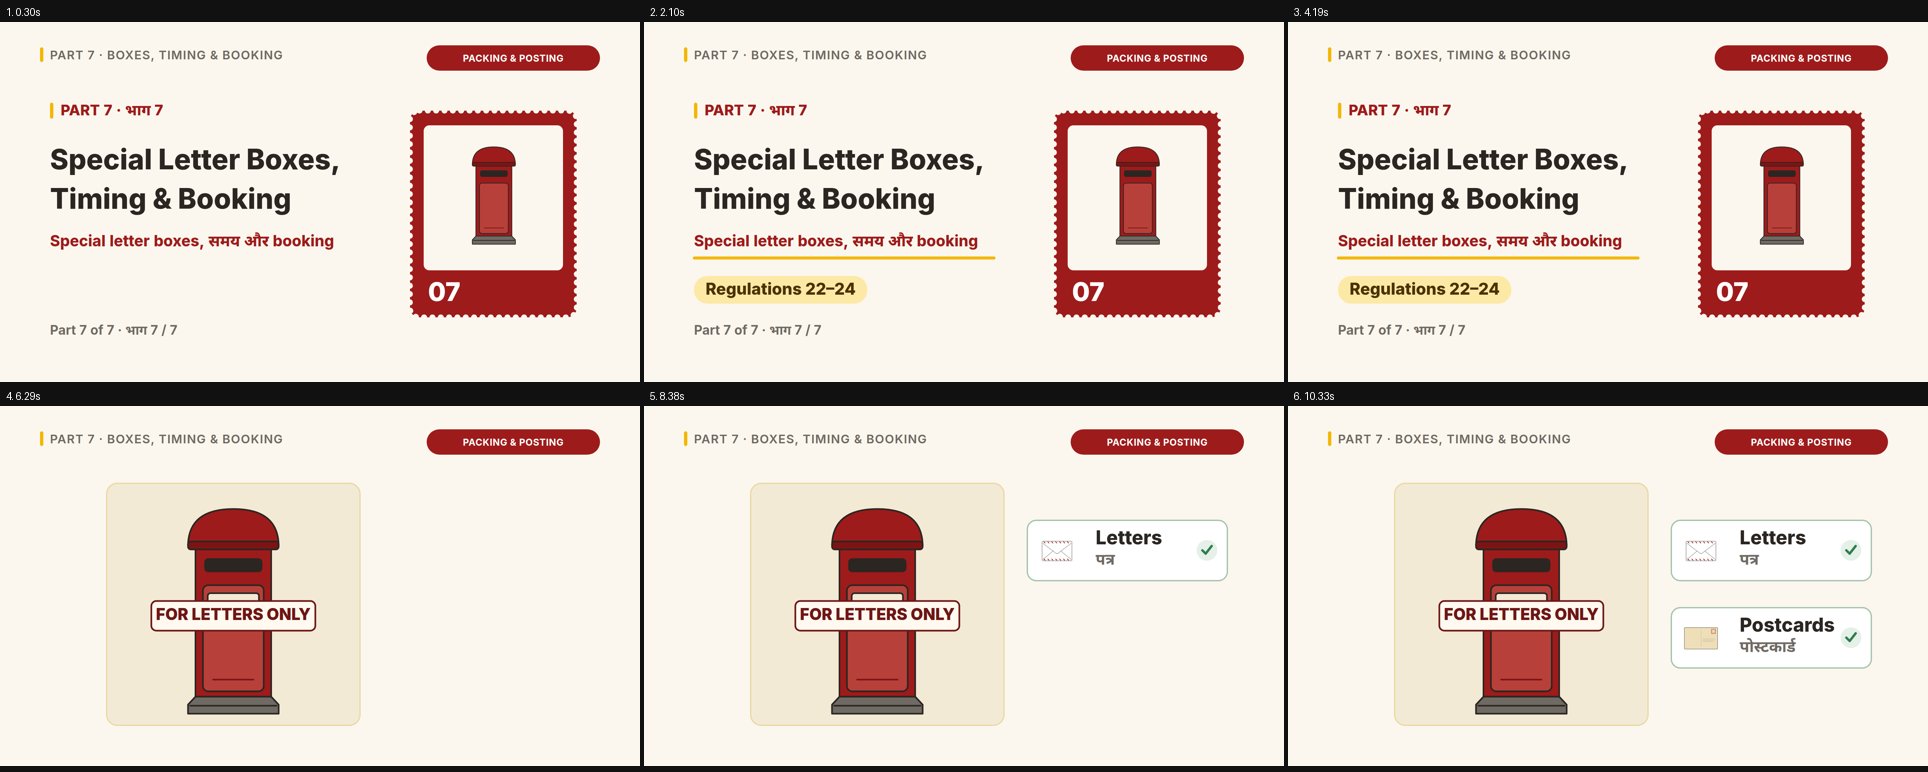 1. 0.30s
PART 7 · BOXES, TIMING & BOOKING
PACKING & POSTING
PART 7 · भाग 7
Special Letter Boxes,
Timing & Booking
Special letter boxes, समय और booking
07
Part 7 of 7 · भाग 7 / 7
2. 2.10s
PART 7 · BOXES, TIMING & BOOKING
PACKING & POSTING
PART 7 · भाग 7
Special Letter Boxes,
Timing & Booking
Special letter boxes, समय और booking
Regulations 22–24
07
Part 7 of 7 · भाग 7 / 7
3. 4.19s
PART 7 · BOXES, TIMING & BOOKING
PACKING & POSTING
PART 7 · भाग 7
Special Letter Boxes,
Timing & Booking
Special letter boxes, समय और booking
Regulations 22–24
07
Part 7 of 7 · भाग 7 / 7
4. 6.29s
PART 7 · BOXES, TIMING & BOOKING
PACKING & POSTING
FOR LETTERS ONLY
5. 8.38s
PART 7 · BOXES, TIMING & BOOKING
PACKING & POSTING
FOR LETTERS ONLY
Letters
पत्र
6. 10.33s
PART 7 · BOXES, TIMING & BOOKING
PACKING & POSTING
FOR LETTERS ONLY
Letters
पत्र
Postcards
पोस्टकार्ड